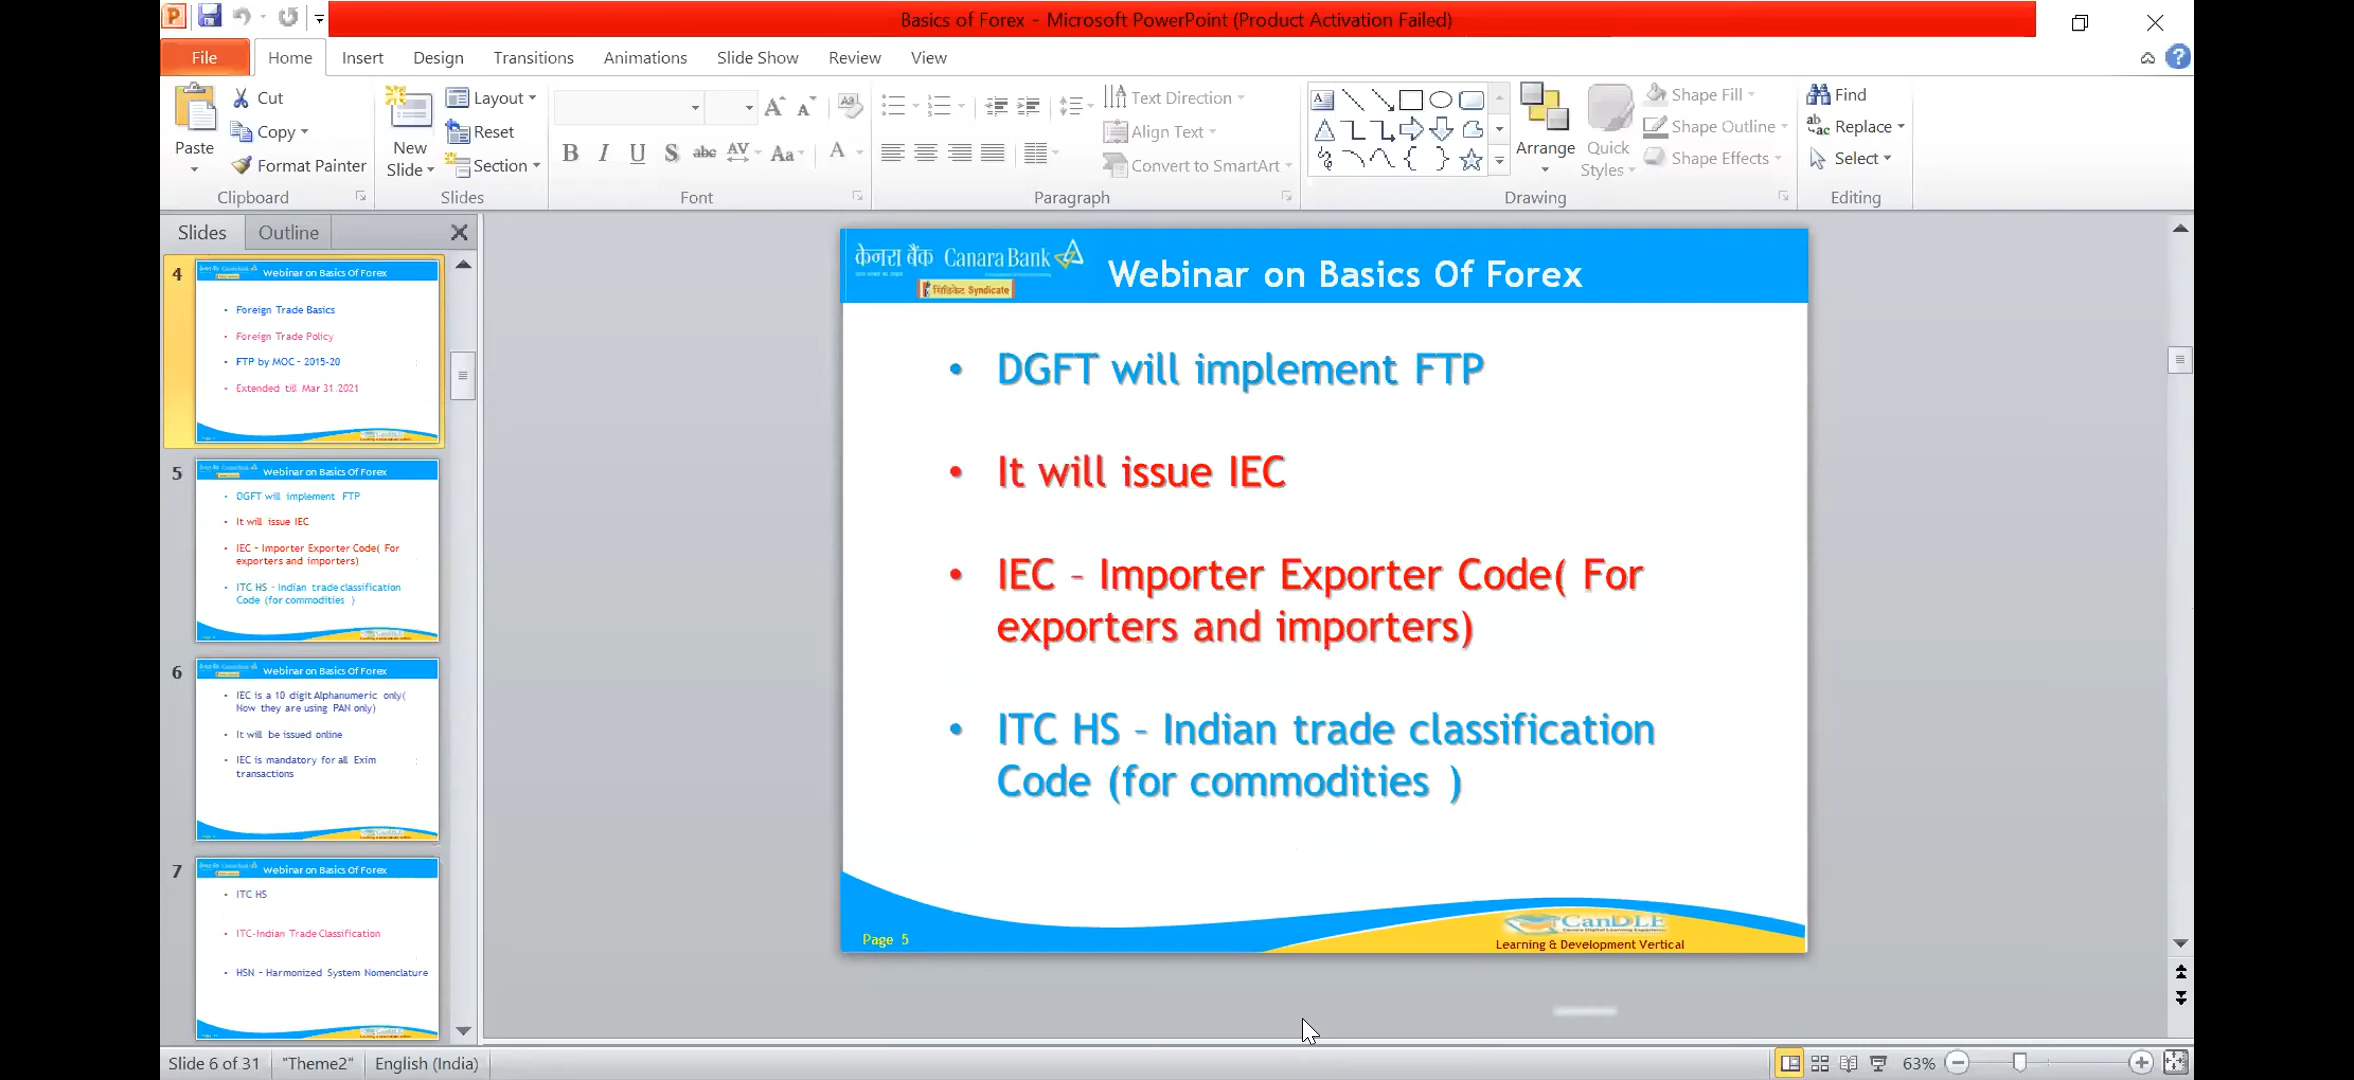 Basics of Forex - Microsoft PowerPoint (Product Activation Failed)
File Home Insert Design Transitions Animations Slide Show Review View
Paste
Cut
Copy
Format Painter
Clipboard
New
Slide
Layout
Reset
Section
Slides
Font
Text Direction
Align Text
Convert to SmartArt
Paragraph
Arrange
Quick
Styles
Shape Fill
Shape Outline
Shape Effects
Drawing
Find
Replace
Select
Editing
Slides Outline
4
Webinar on Basics Of Forex
• Foreign Trade Basics
• Foreign Trade Policy
• FTP by MOC - 2015-20
• Extended till Mar 31.2021
5
Webinar on Basics Of Forex
• DGFT will implement FTP
• It will issue IEC
• IEC - Importer Exporter Code( For
exporters and importers)
• ITC HS - Indian trade classification
Code (for commodities )
6
Webinar on Basics Of Forex
• IEC is a 10 digit Alphanumeric only(
Now they are using PAN only)
• It will be issued online
• IEC is mandatory for all Exim
transactions
7
Webinar on Basics Of Forex
• ITC HS
• ITC-Indian Trade Classification
• HSN - Harmonized System Nomenclature
केनरा बैंक Canara Bank
सिंडिकेट Syndicate
Webinar on Basics Of Forex
• DGFT will implement FTP
• It will issue IEC
• IEC – Importer Exporter Code( For
exporters and importers)
• ITC HS – Indian trade classification
Code (for commodities )
Page 5
CanDLE
Learning & Development Vertical
Slide 6 of 31 "Theme2" English (India) 63%